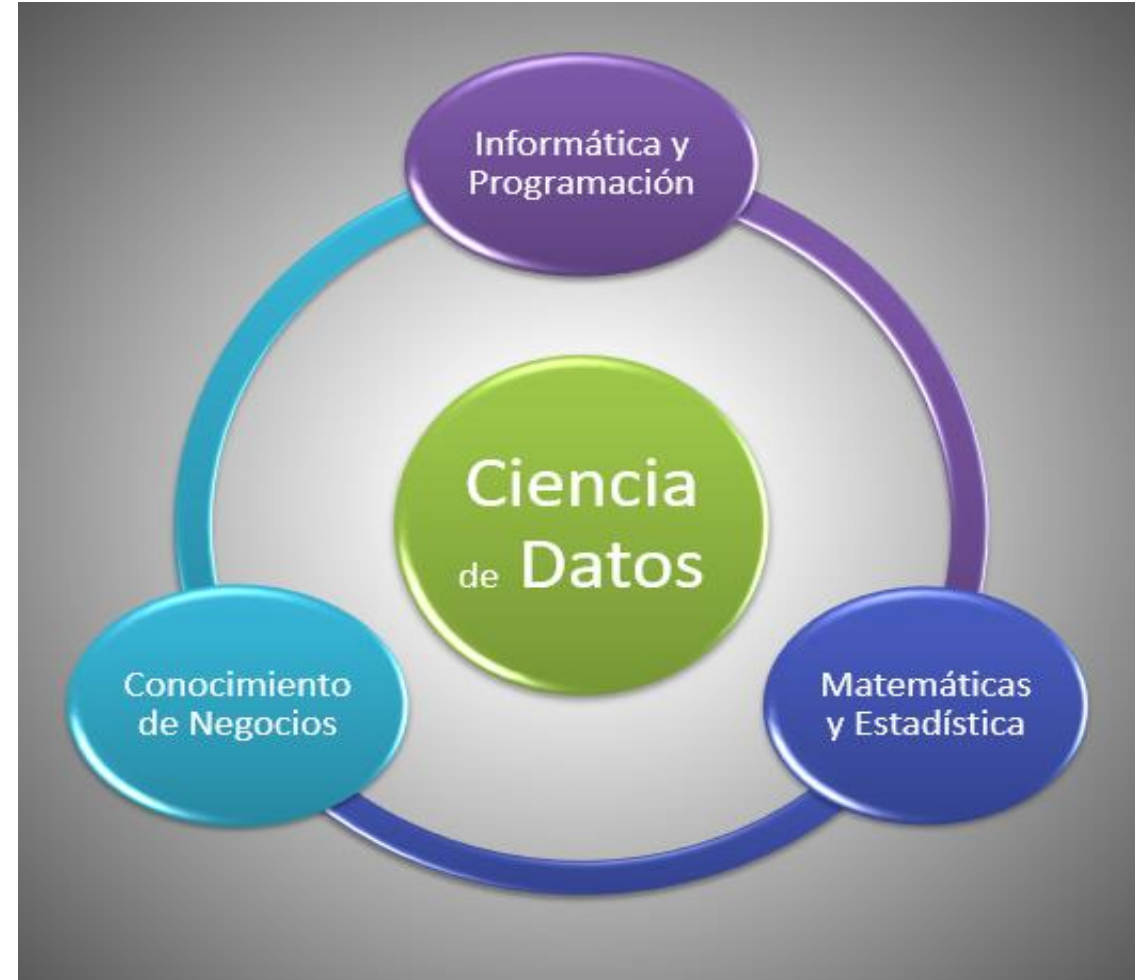 Informática y
Programación
Ciencia
de Datos
Conocimiento
de Negocios
Matemáticas
y Estadística